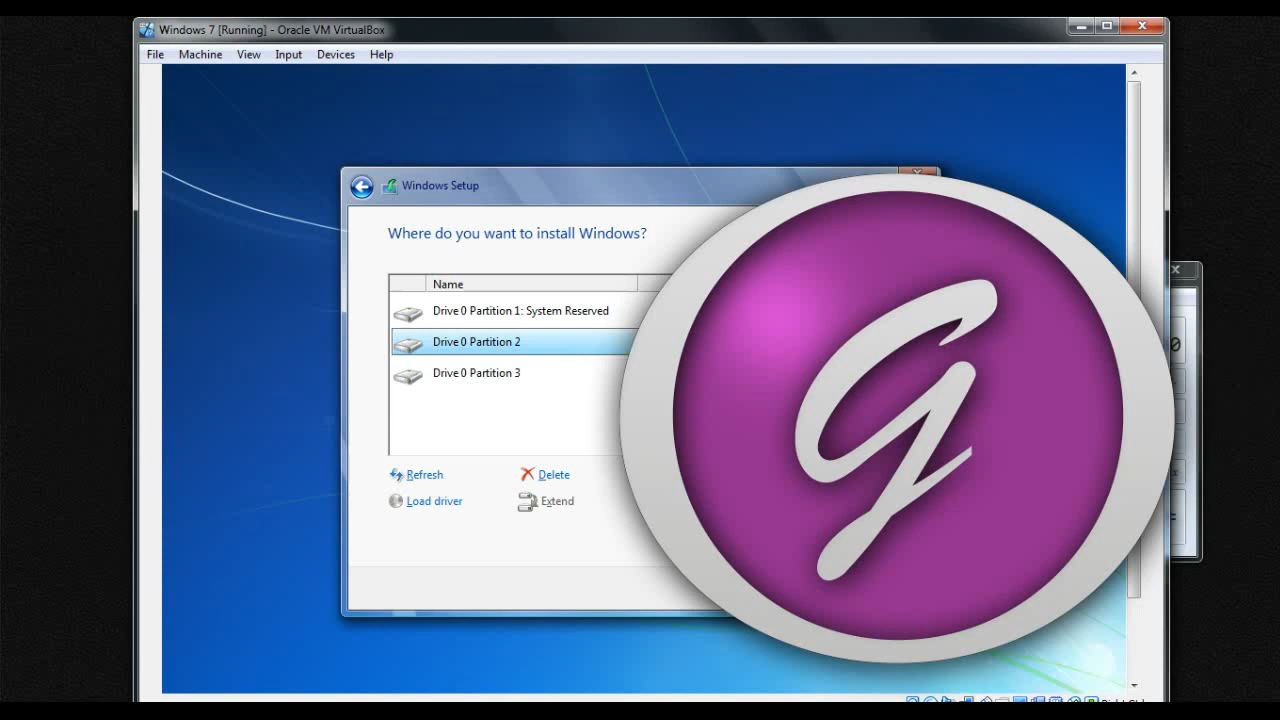 Windows 7 [Running] - Oracle VM VirtualBox
File Machine View Input Devices Help
Windows Setup
Where do you want to install Windows?
Name
Drive 0 Partition 1: System Reserved
Drive 0 Partition 2
Drive 0 Partition 3
Refresh Delete
Load driver Extend
g
0